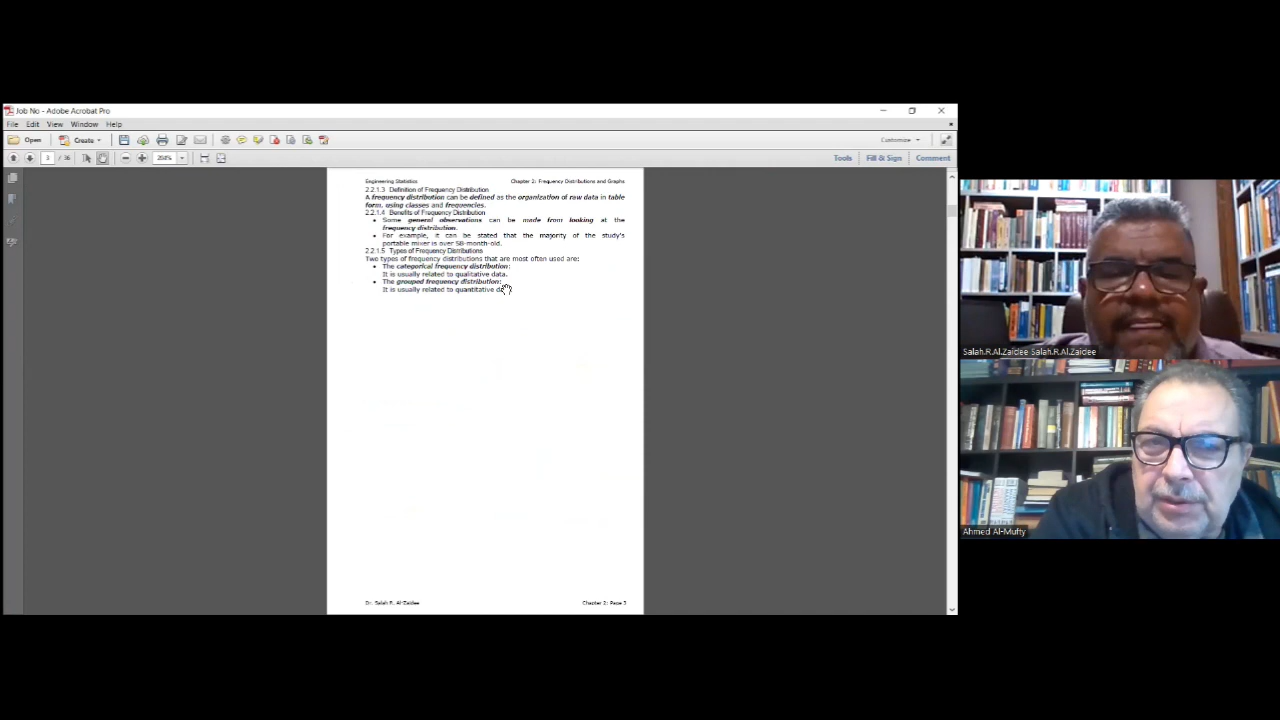 Job No - Adobe Acrobat Pro
File Edit View Window Help
Open Create Customize
3 / 36 204% Tools Fill & Sign Comment
Engineering Statistics Chapter 2: Frequency Distributions and Graphs
2.2.1.3 Definition of Frequency Distribution
A frequency distribution can be defined as the organization of raw data in table
form, using classes and frequencies.
2.2.1.4 Benefits of Frequency Distribution
• Some general observations can be made from looking at the
frequency distribution.
• For example, it can be stated that the majority of the study's
portable mixer is over 58-month-old.
2.2.1.5 Types of Frequency Distributions
Two types of frequency distributions that are most often used are:
• The categorical frequency distribution:
It is usually related to qualitative data.
• The grouped frequency distribution:
It is usually related to quantitative
Dr. Salah R. Al-Zaidee Chapter 2: Page 3
Salah.R.Al.Zaidee Salah.R.Al.Zaidee
Ahmed Al-Mufty